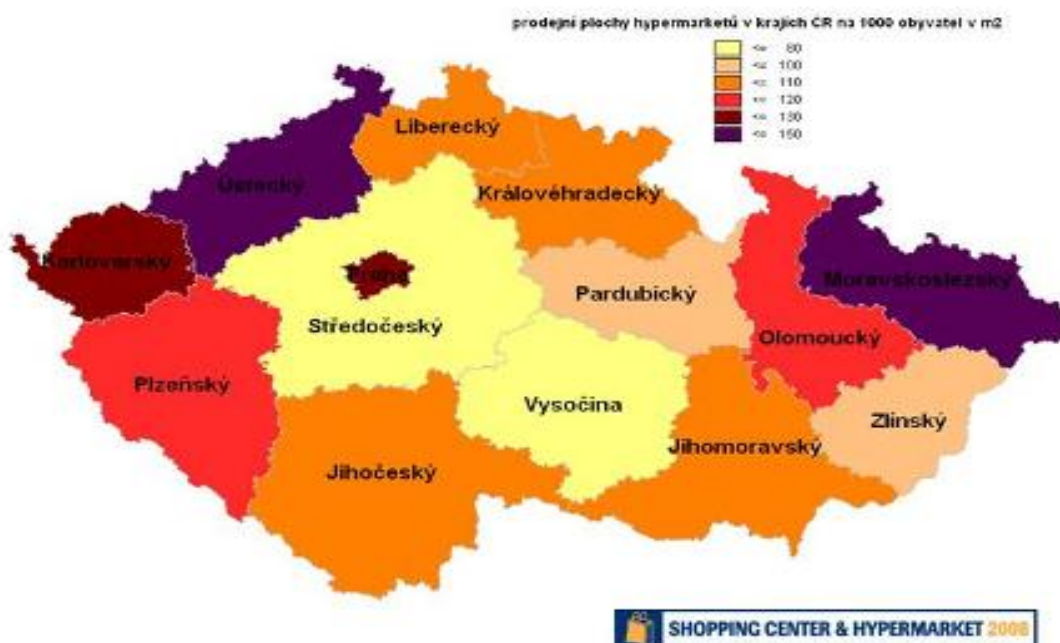 prodejní plochy hypermarketů v krajích ČR na 1000 obyvatel v m2
<= 80
<= 100
<= 110
<= 120
<= 130
<= 150
Liberecký
Ústecký
Královéhradecký
Karlovarský
Praha
Moravskoslezský
Pardubický
Středočeský
Olomoucký
Plzeňský
Vysočina
Zlínský
Jihomoravský
Jihočeský
SHOPPING CENTER & HYPERMARKET 2008